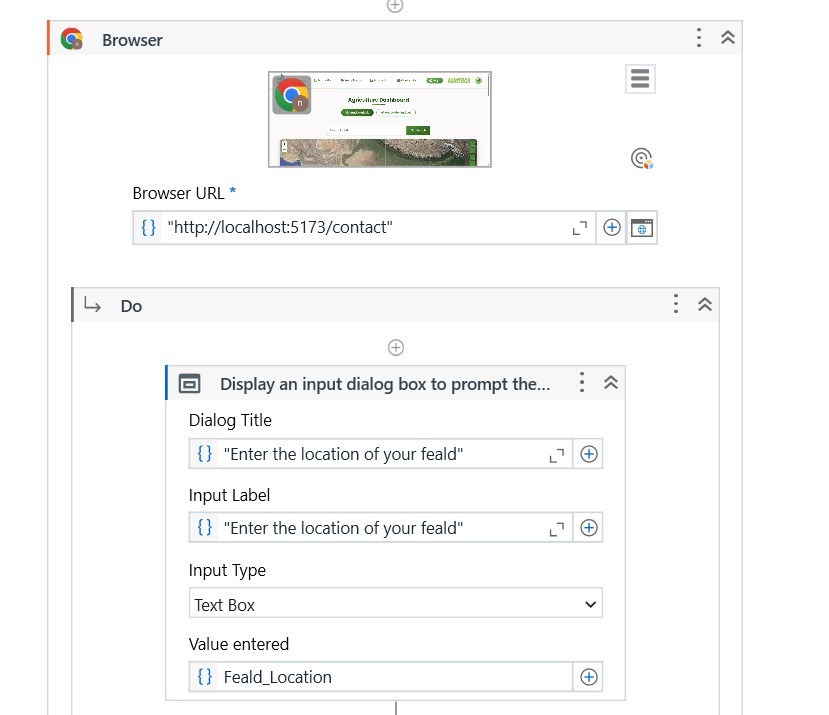 Browser
n
Agriculture Dashboard
Browser URL *
{} "http://localhost:5173/contact"
Do
Display an input dialog box to prompt the...
Dialog Title
{} "Enter the location of your feald"
Input Label
{} "Enter the location of your feald"
Input Type
Text Box
Value entered
{} Feald_Location